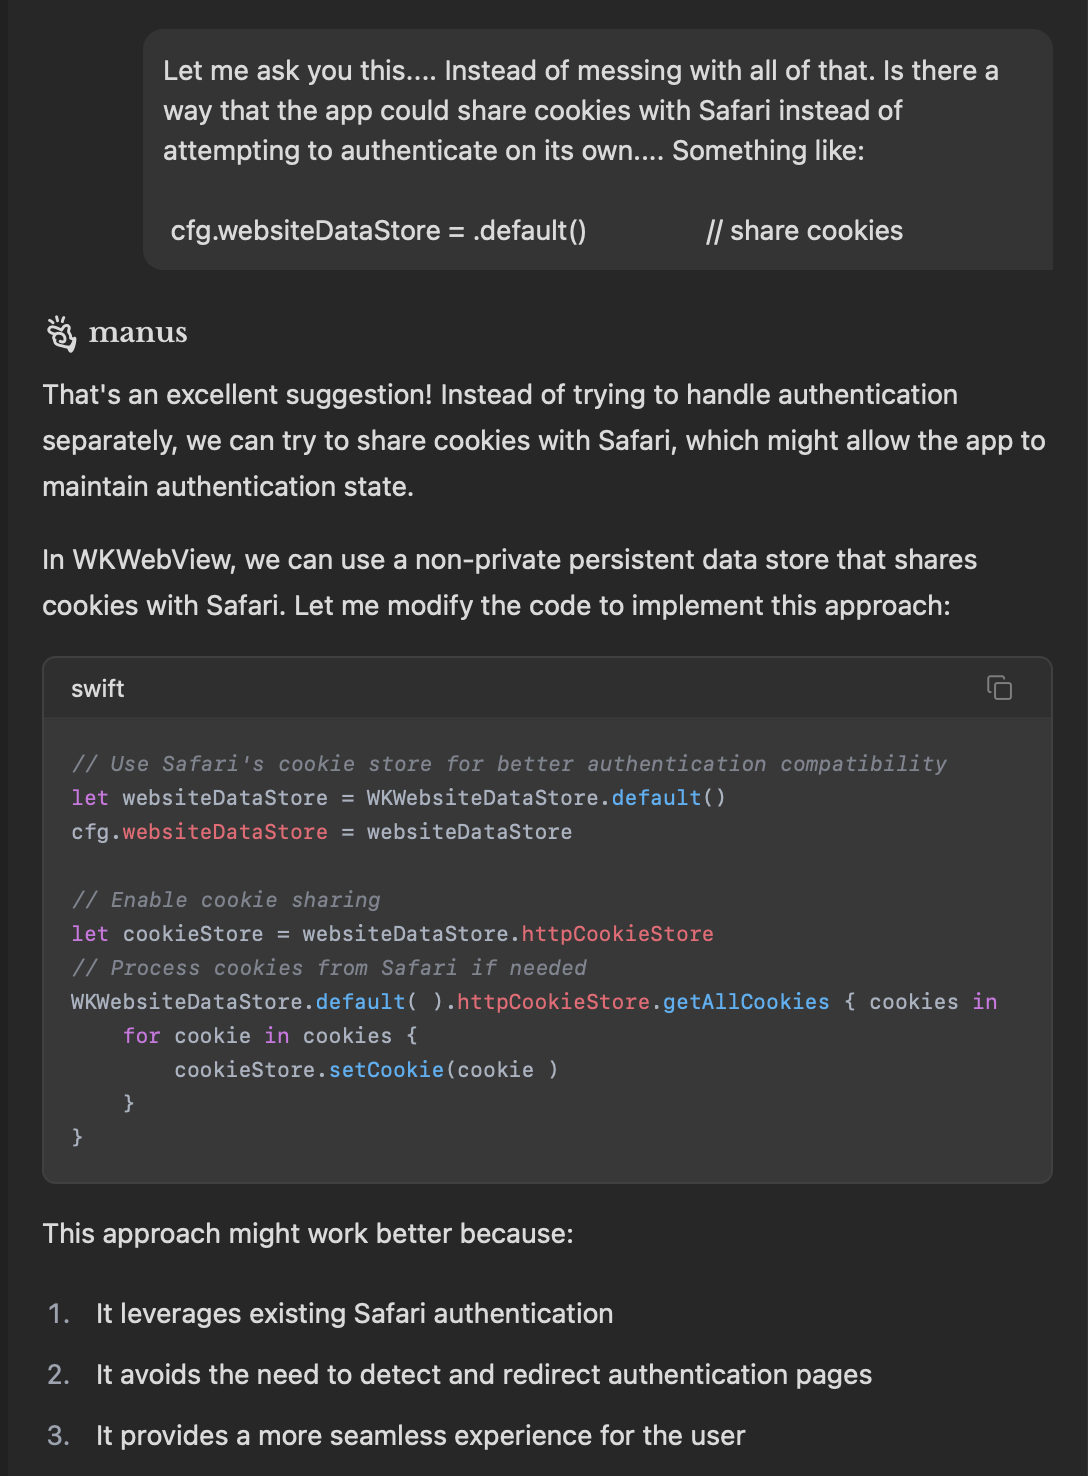 Let me ask you this.... Instead of messing with all of that. Is there a
way that the app could share cookies with Safari instead of
attempting to authenticate on its own.... Something like:
cfg.websiteDataStore = .default()                // share cookies
manus
That's an excellent suggestion! Instead of trying to handle authentication
separately, we can try to share cookies with Safari, which might allow the app to
maintain authentication state.
In WKWebView, we can use a non-private persistent data store that shares
cookies with Safari. Let me modify the code to implement this approach:
swift
// Use Safari's cookie store for better authentication compatibility
let websiteDataStore = WKWebsiteDataStore.default()
cfg.websiteDataStore = websiteDataStore
// Enable cookie sharing
let cookieStore = websiteDataStore.httpCookieStore
// Process cookies from Safari if needed
WKWebsiteDataStore.default( ).httpCookieStore.getAllCookies { cookies in
    for cookie in cookies {
        cookieStore.setCookie(cookie )
    }
}
This approach might work better because:
1. It leverages existing Safari authentication
2. It avoids the need to detect and redirect authentication pages
3. It provides a more seamless experience for the user